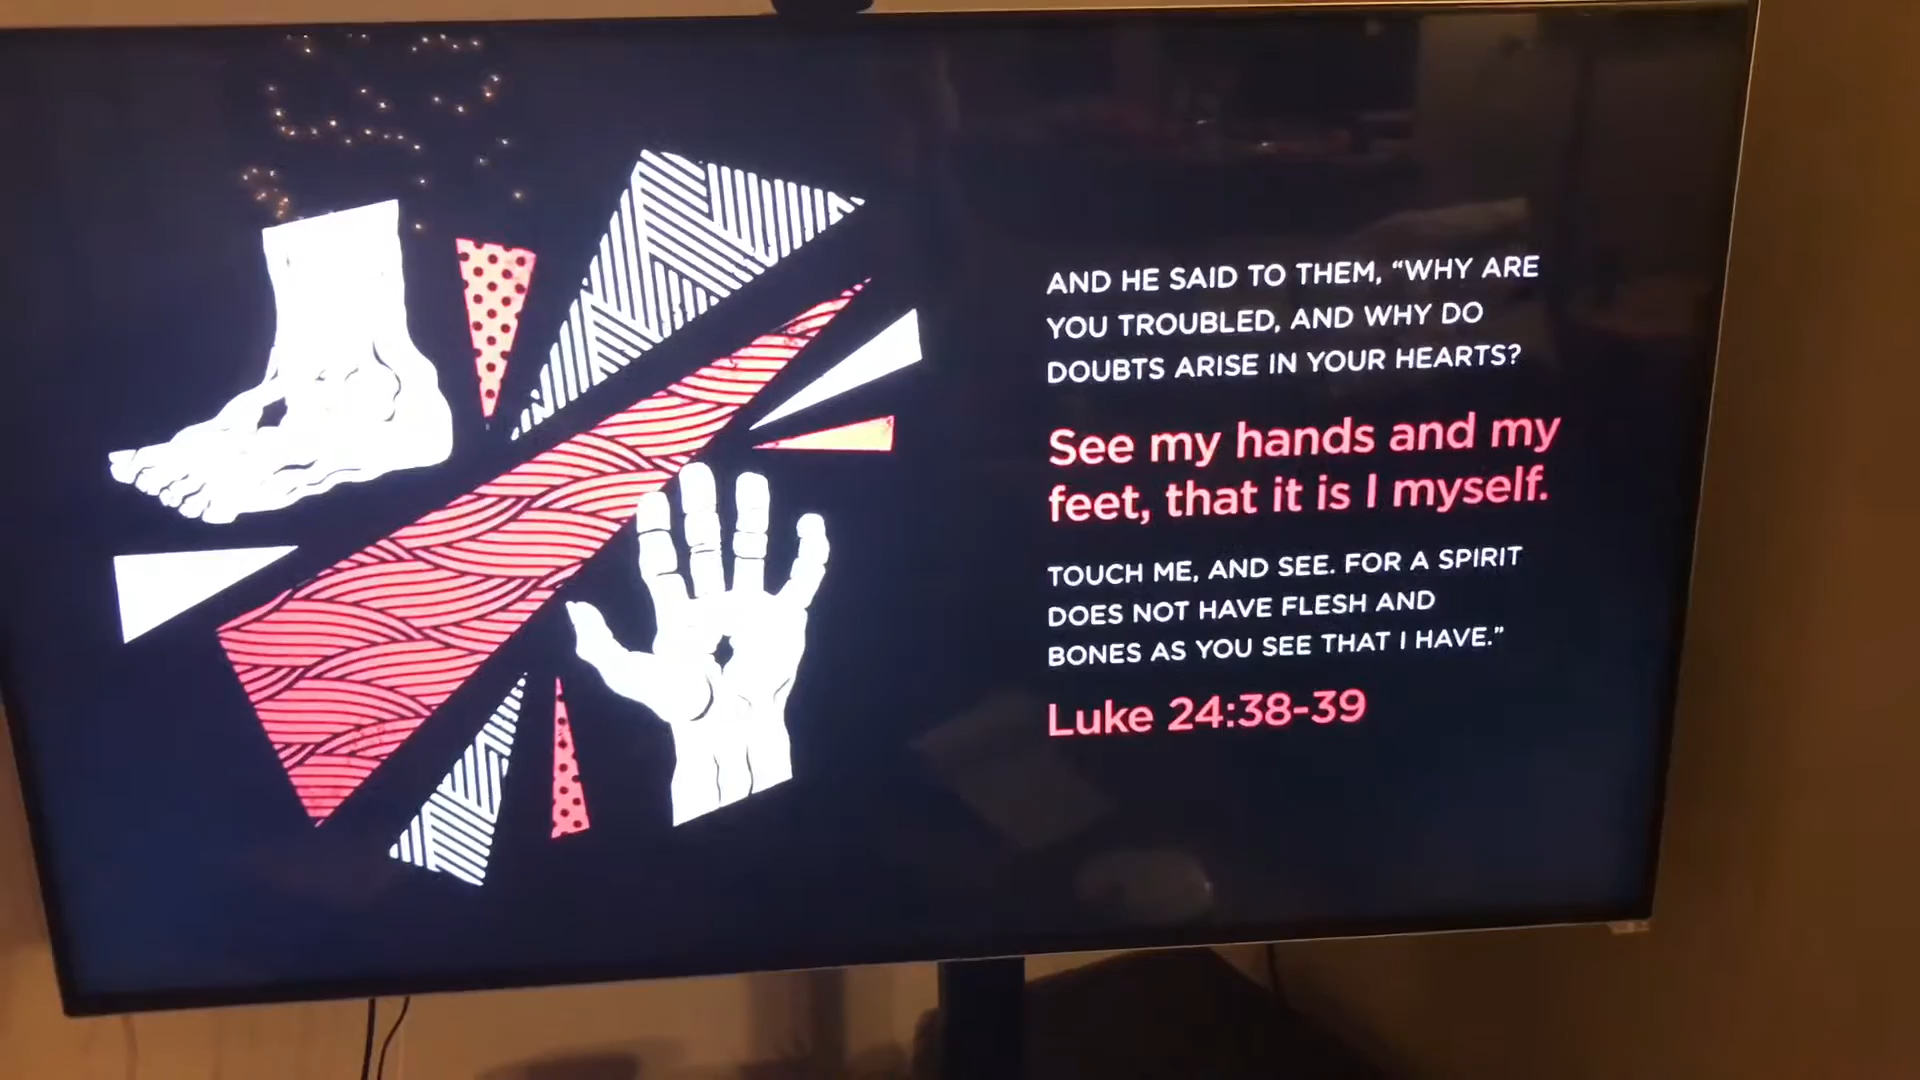 AND HE SAID TO THEM, “WHY ARE
YOU TROUBLED, AND WHY DO
DOUBTS ARISE IN YOUR HEARTS?
See my hands and my
feet, that it is I myself.
TOUCH ME, AND SEE. FOR A SPIRIT
DOES NOT HAVE FLESH AND
BONES AS YOU SEE THAT I HAVE.”
Luke 24:38-39